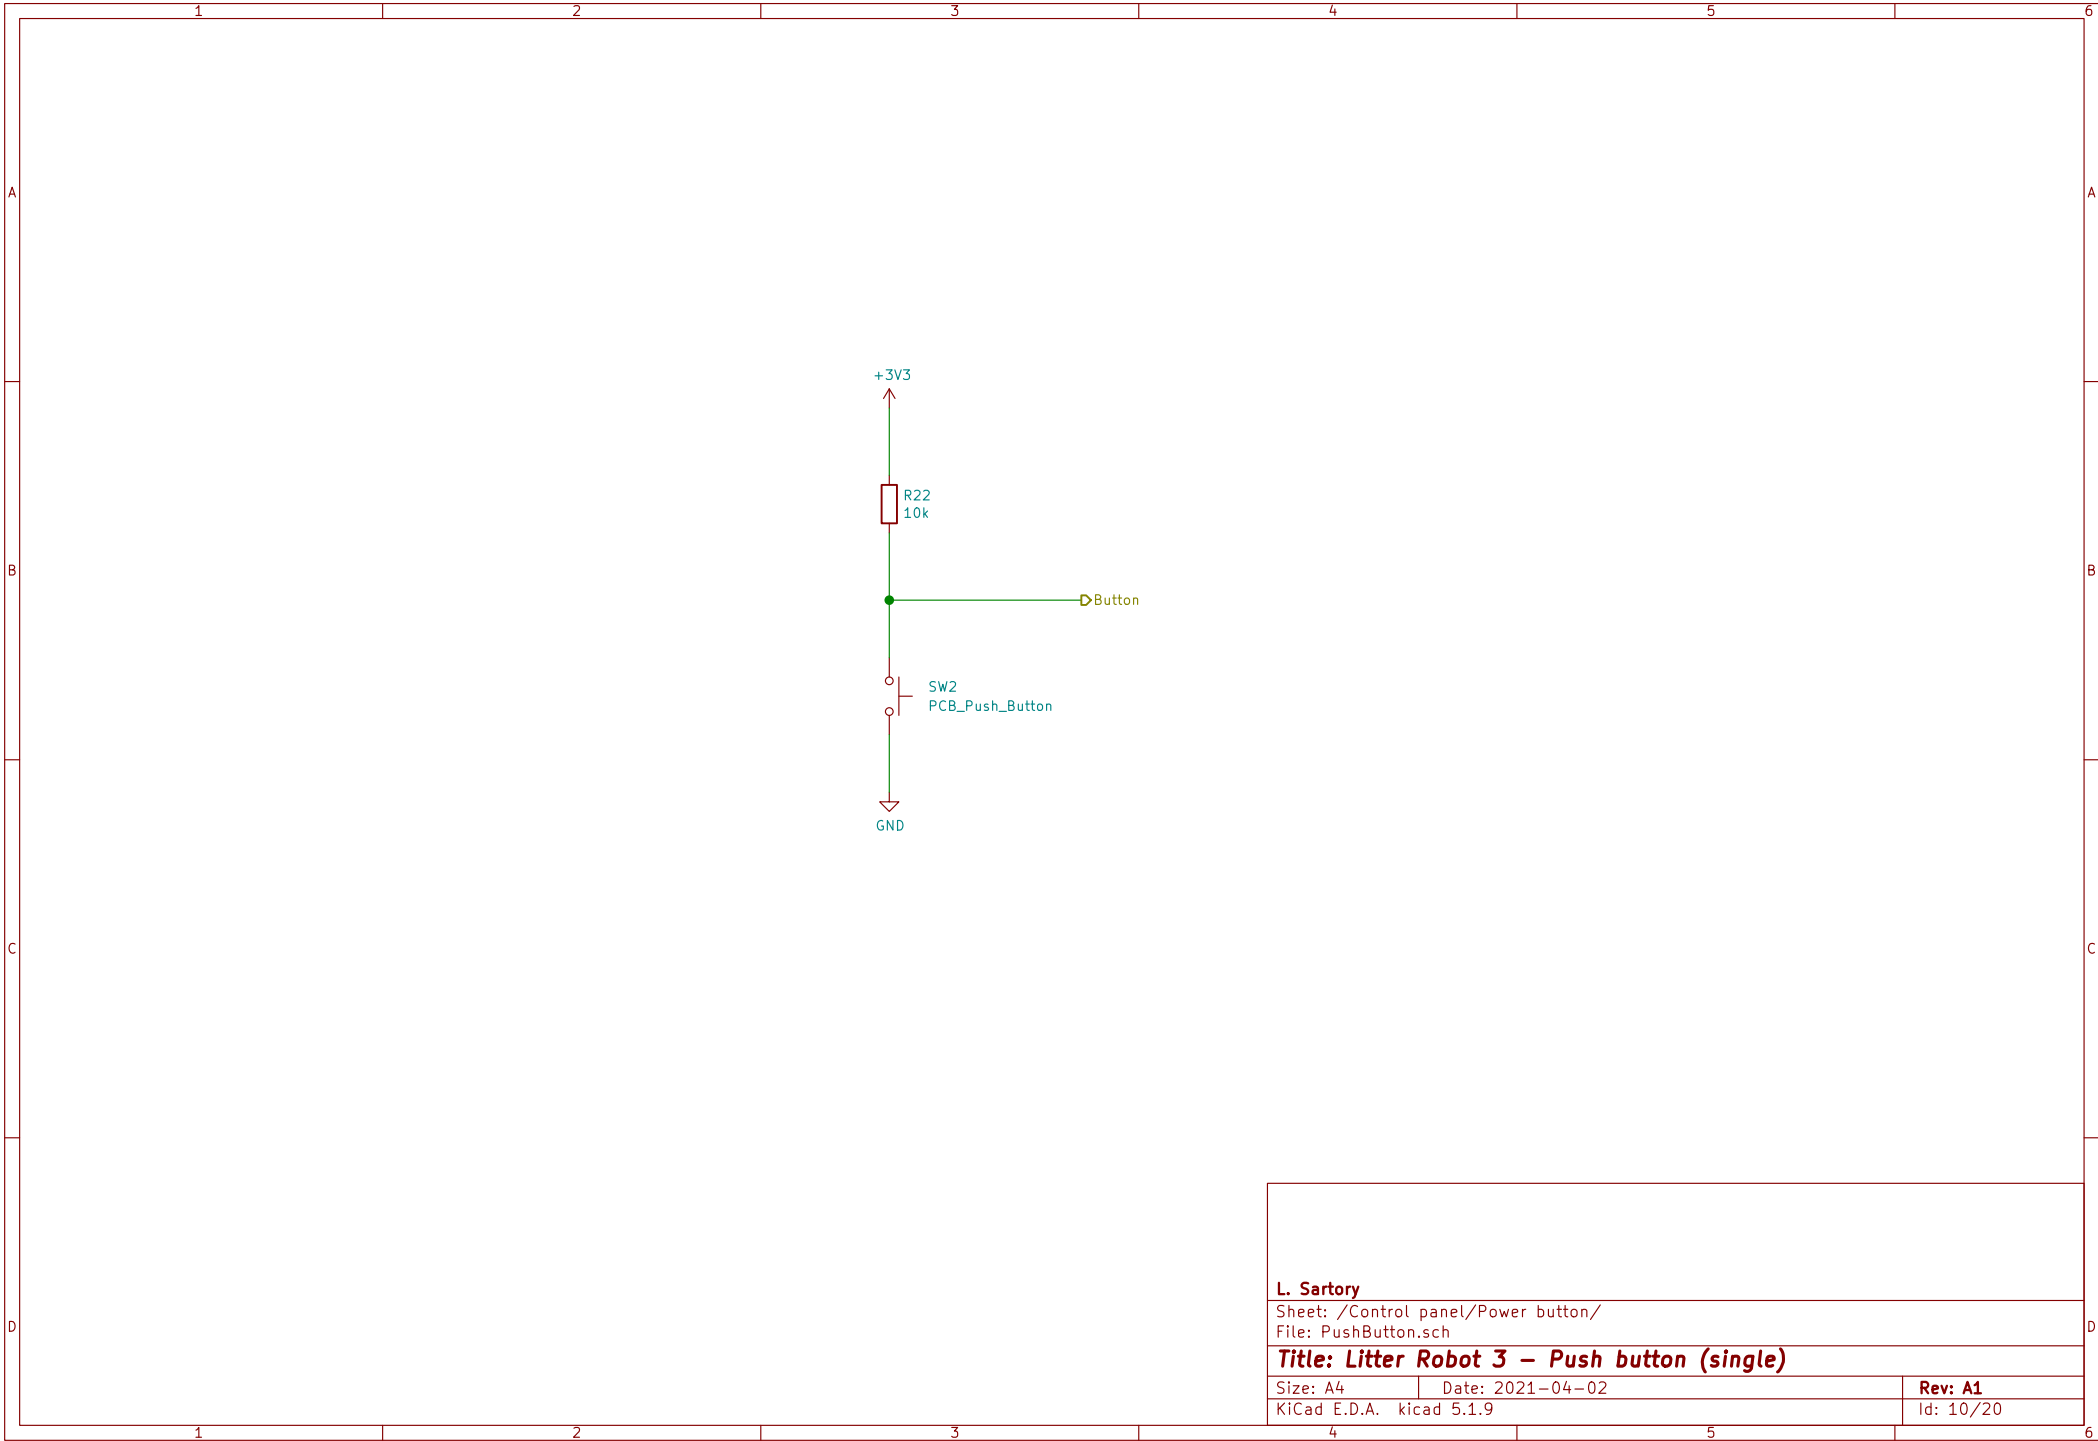 1 2 3 4 5 6
A A
+3V3
R22
10k
B B
Button
SW2
PCB_Push_Button
GND
C C
L. Sartory
Sheet: /Control panel/Power button/
File: PushButton.sch
D D
Title: Litter Robot 3 – Push button (single)
Size: A4 Date: 2021-04-02 Rev: A1
KiCad E.D.A. kicad 5.1.9 Id: 10/20
1 2 3 4 5 6